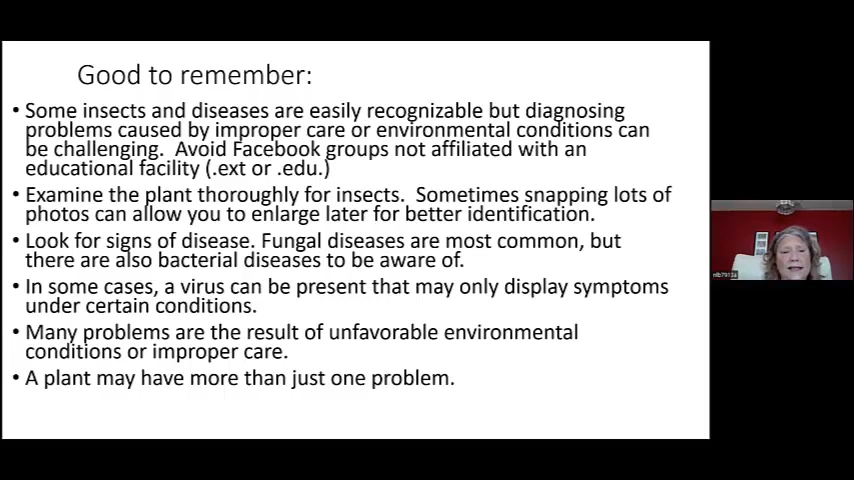 Good to remember:
• Some insects and diseases are easily recognizable but diagnosing
problems caused by improper care or environmental conditions can
be challenging.  Avoid Facebook groups not affiliated with an
educational facility (.ext or .edu.)
• Examine the plant thoroughly for insects.  Sometimes snapping lots of
photos can allow you to enlarge later for better identification.
• Look for signs of disease. Fungal diseases are most common, but
there are also bacterial diseases to be aware of.
• In some cases, a virus can be present that may only display symptoms
under certain conditions.
• Many problems are the result of unfavorable environmental
conditions or improper care.
• A plant may have more than just one problem.